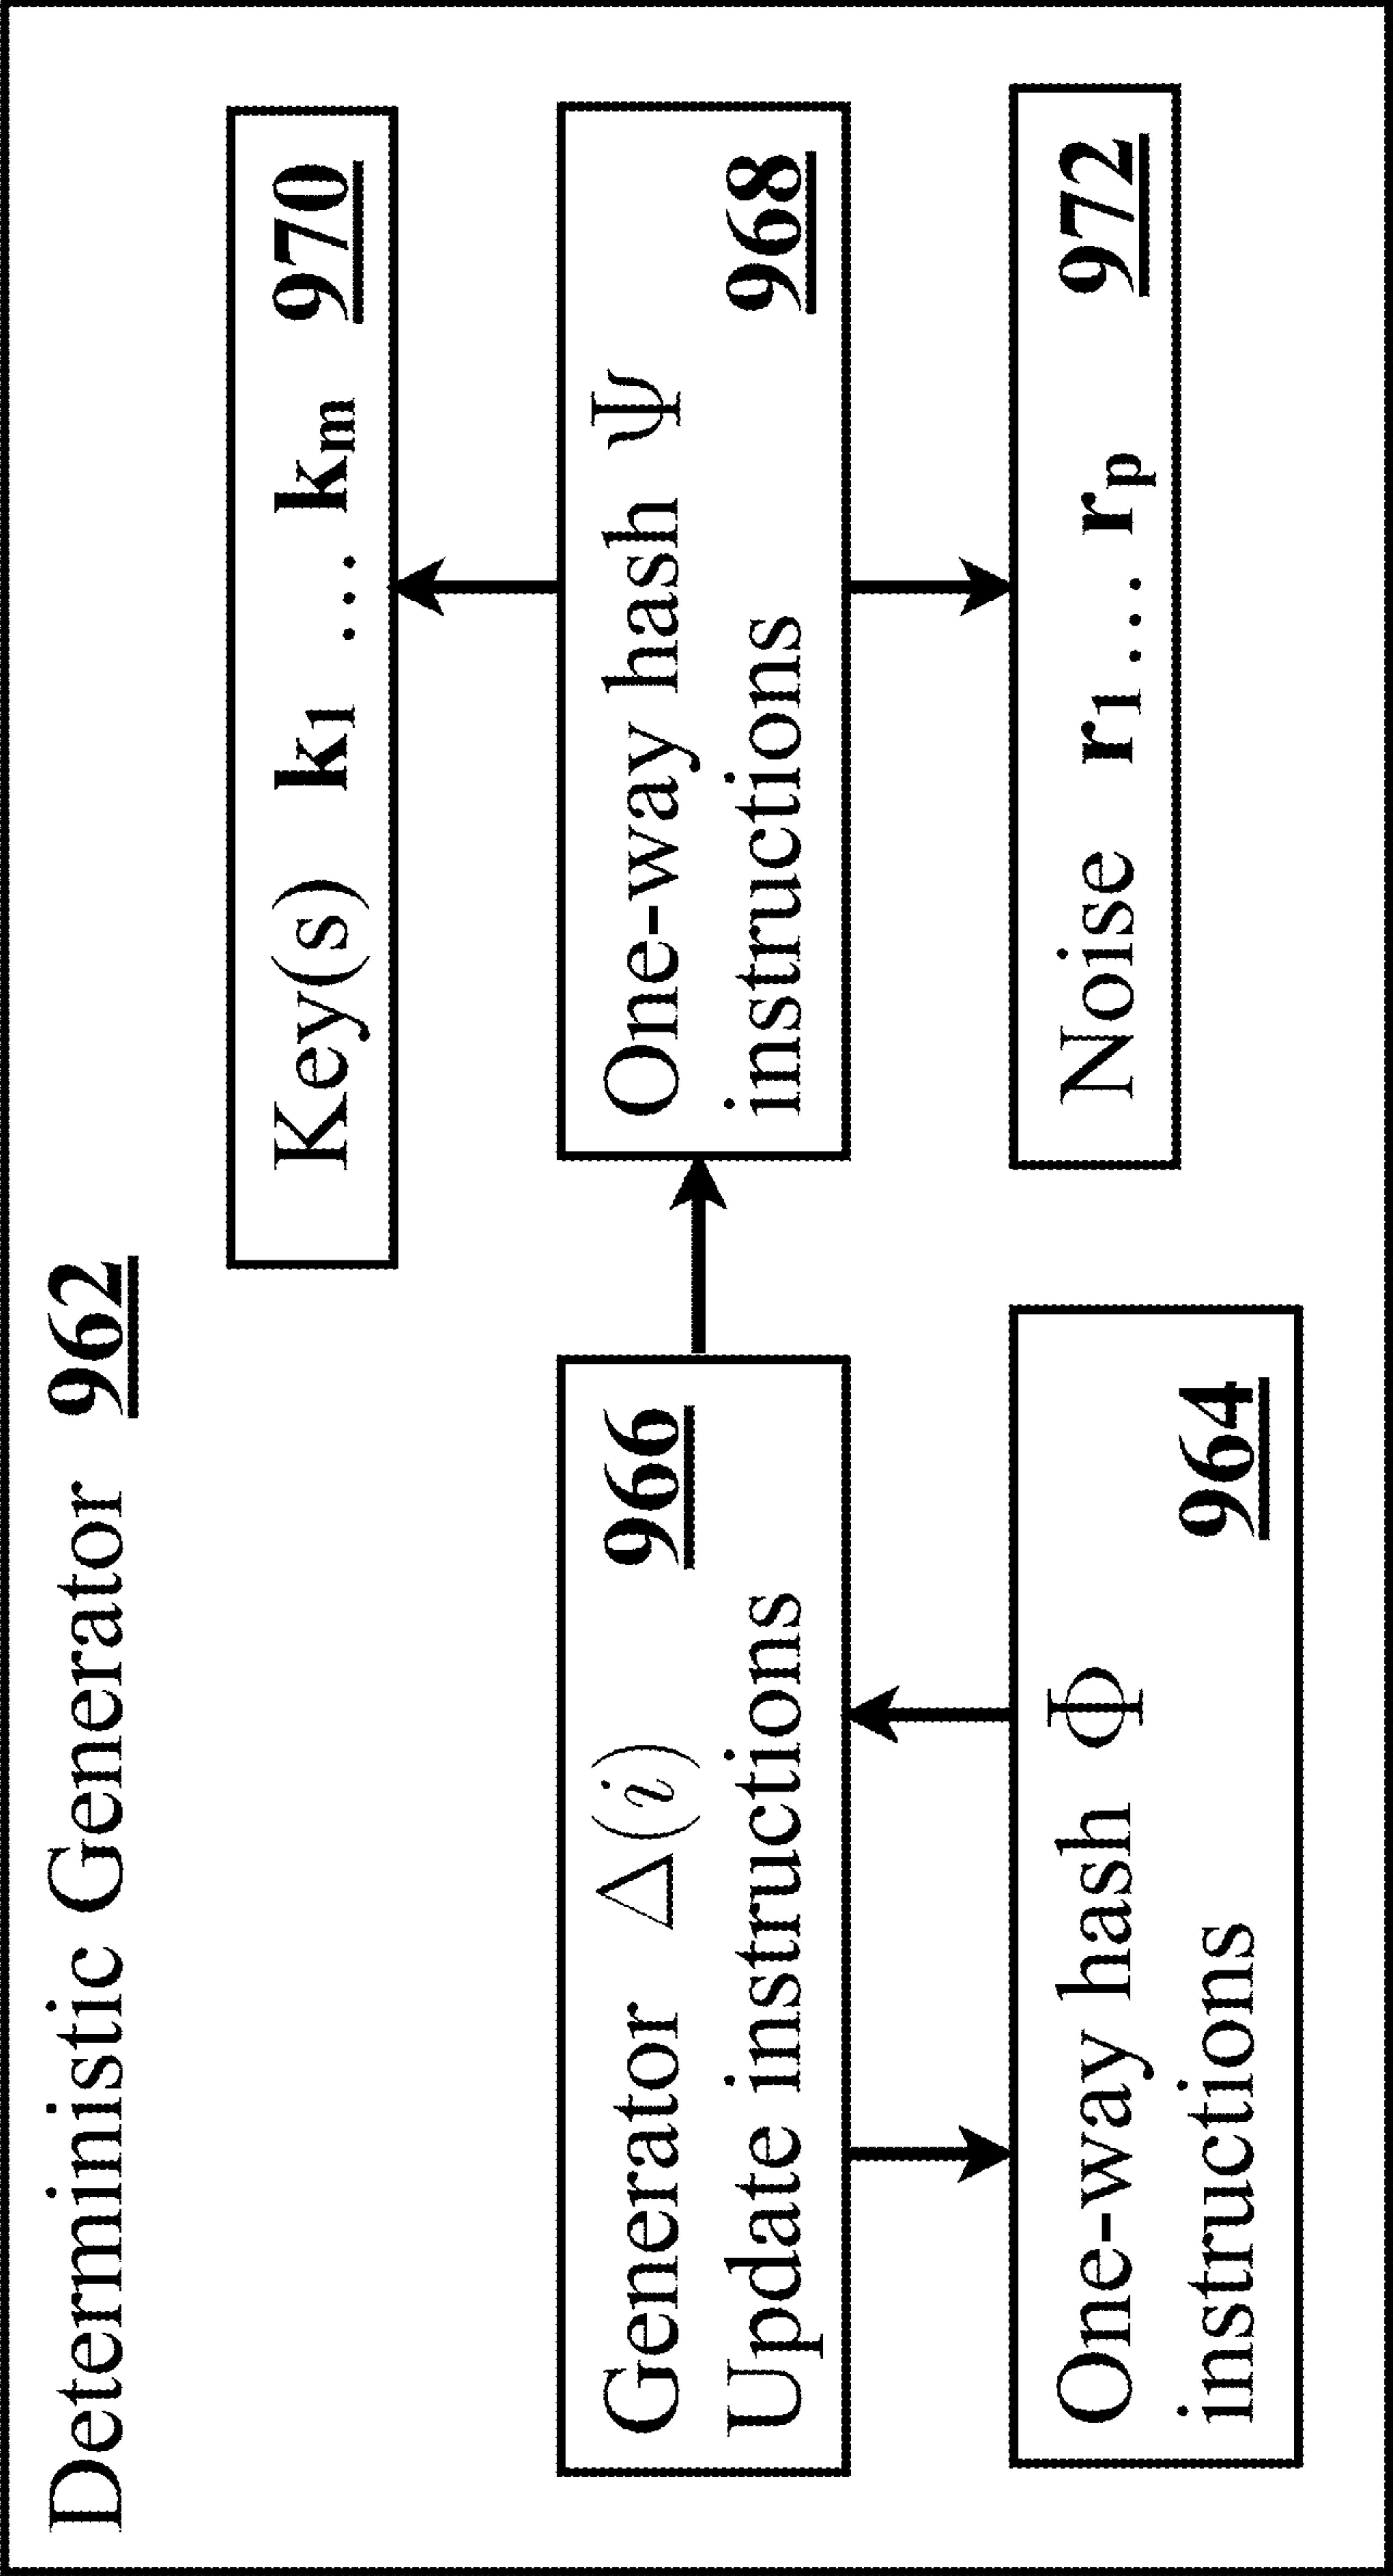 Deterministic Generator 962
Key(s) k1 ... km 970
Generator Δ(i) 966
Update instructions
One-way hash Ψ
instructions 968
One-way hash Φ
instructions 964
Noise r1... rp 972